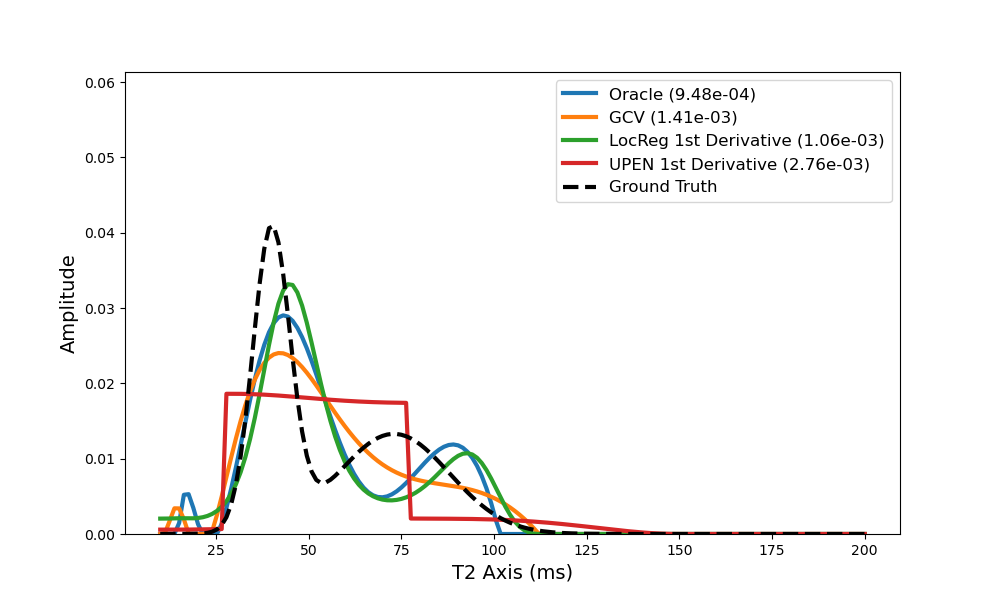 Oracle (9.48e-04)
GCV (1.41e-03)
LocReg 1st Derivative (1.06e-03)
UPEN 1st Derivative (2.76e-03)
Ground Truth
0.06
0.05
0.04
0.03
0.02
0.01
0.00
Amplitude
25 50 75 100 125 150 175 200
T2 Axis (ms)